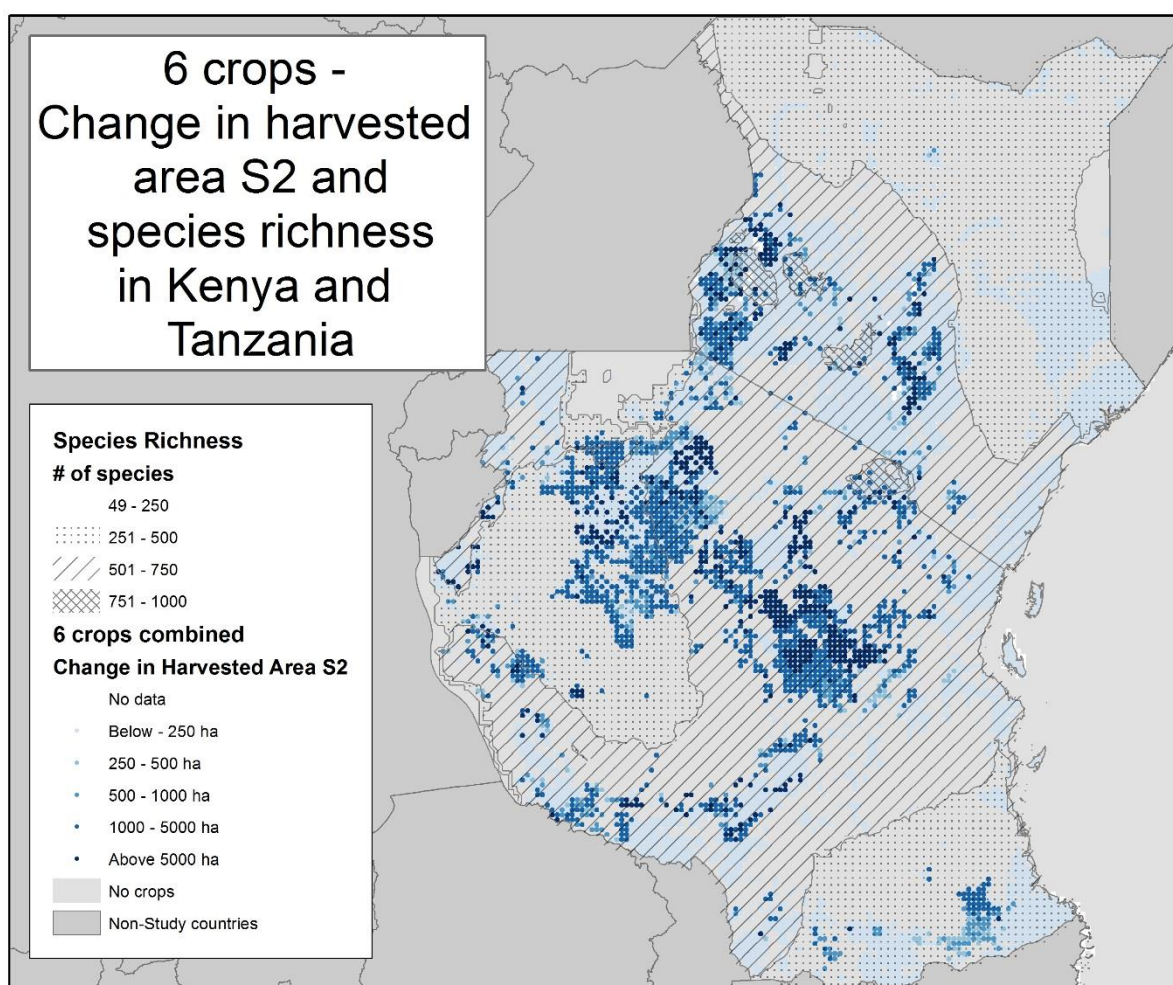 6 crops -
Change in harvested
area S2 and
species richness
in Kenya and
Tanzania
Species Richness
# of species
49 - 250
251 - 500
501 - 750
751 - 1000
6 crops combined
Change in Harvested Area S2
No data
Below - 250 ha
250 - 500 ha
500 - 1000 ha
1000 - 5000 ha
Above 5000 ha
No crops
Non-Study countries